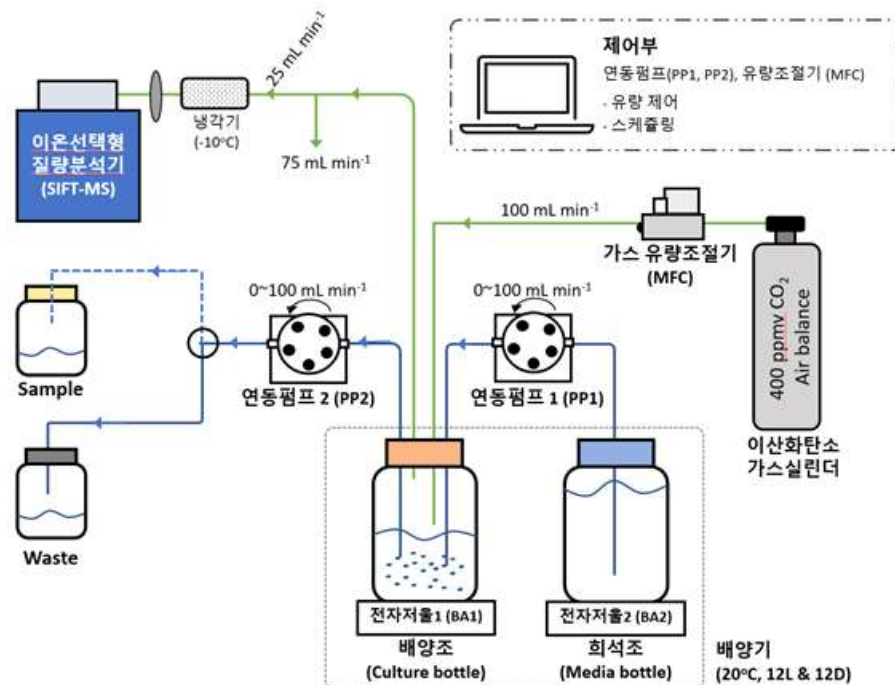 25 mL min-1
제어부
연동펌프(PP1, PP2), 유량조절기 (MFC)
- 유량 제어
- 스케쥴링
이온선택형
질량분석기
(SIFT-MS)
냉각기
(-10oC)
75 mL min-1
100 mL min-1
가스 유량조절기
(MFC)
400 ppmv CO2
Air balance
이산화탄소
가스실린더
0~100 mL min-1
0~100 mL min-1
Sample
연동펌프 2 (PP2)
연동펌프 1 (PP1)
Waste
전자저울1 (BA1)
전자저울2 (BA2)
배양조
(Culture bottle)
희석조
(Media bottle)
배양기
(20oC, 12L & 12D)